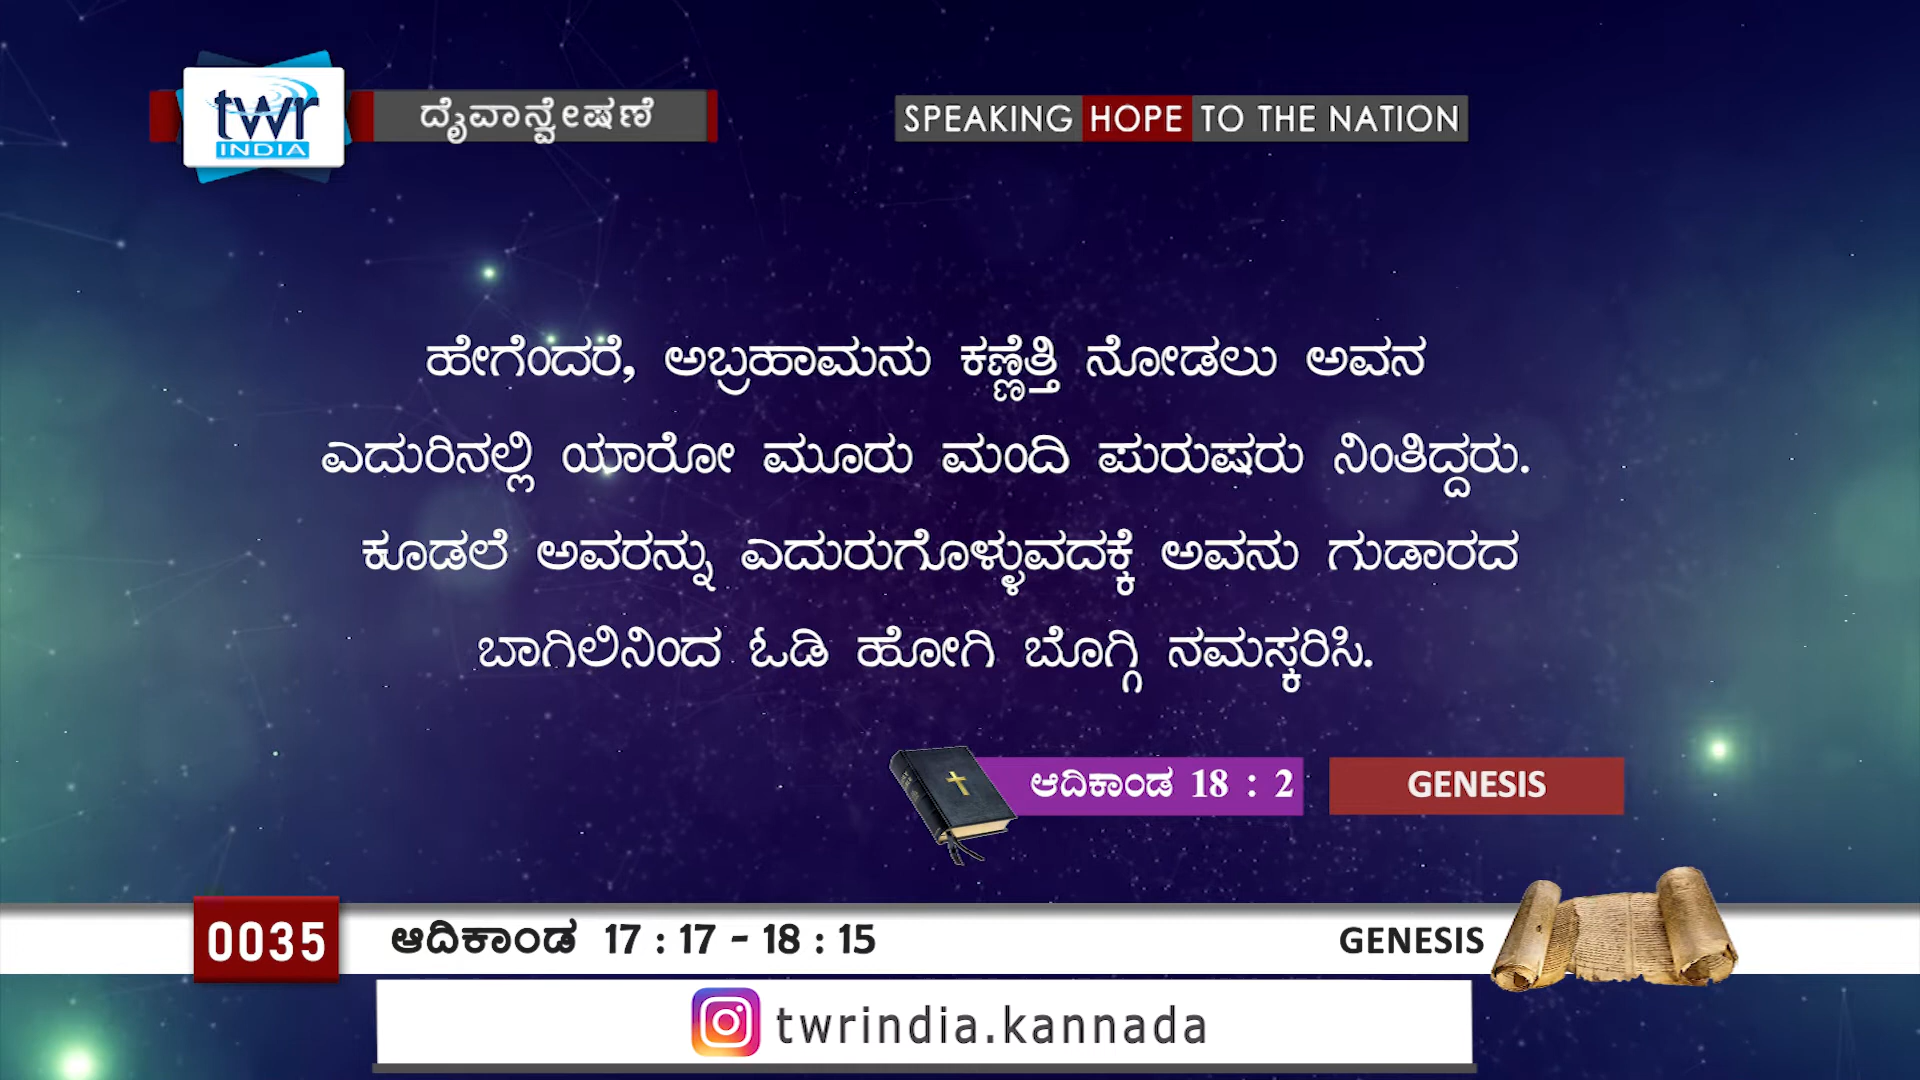 twr
INDIA
ದೈವಾನ್ವೇಷಣೆ
SPEAKING HOPE TO THE NATION
ಹೇಗೆಂದರೆ, ಅಬ್ರಹಾಮನು ಕಣ್ಣೆತ್ತಿ ನೋಡಲು ಅವನ
ಎದುರಿನಲ್ಲಿ ಯಾರೋ ಮೂರು ಮಂದಿ ಪುರುಷರು ನಿಂತಿದ್ದರು.
ಕೂಡಲೆ ಅವರನ್ನು ಎದುರುಗೊಳ್ಳುವದಕ್ಕೆ ಅವನು ಗುಡಾರದ
ಬಾಗಿಲಿನಿಂದ ಓಡಿ ಹೋಗಿ ಬೊಗ್ಗಿ ನಮಸ್ಕರಿಸಿ.
ಆದಿಕಾಂಡ 18 : 2
GENESIS
0035
ಆದಿಕಾಂಡ 17 : 17 - 18 : 15
GENESIS
twrindia.kannada